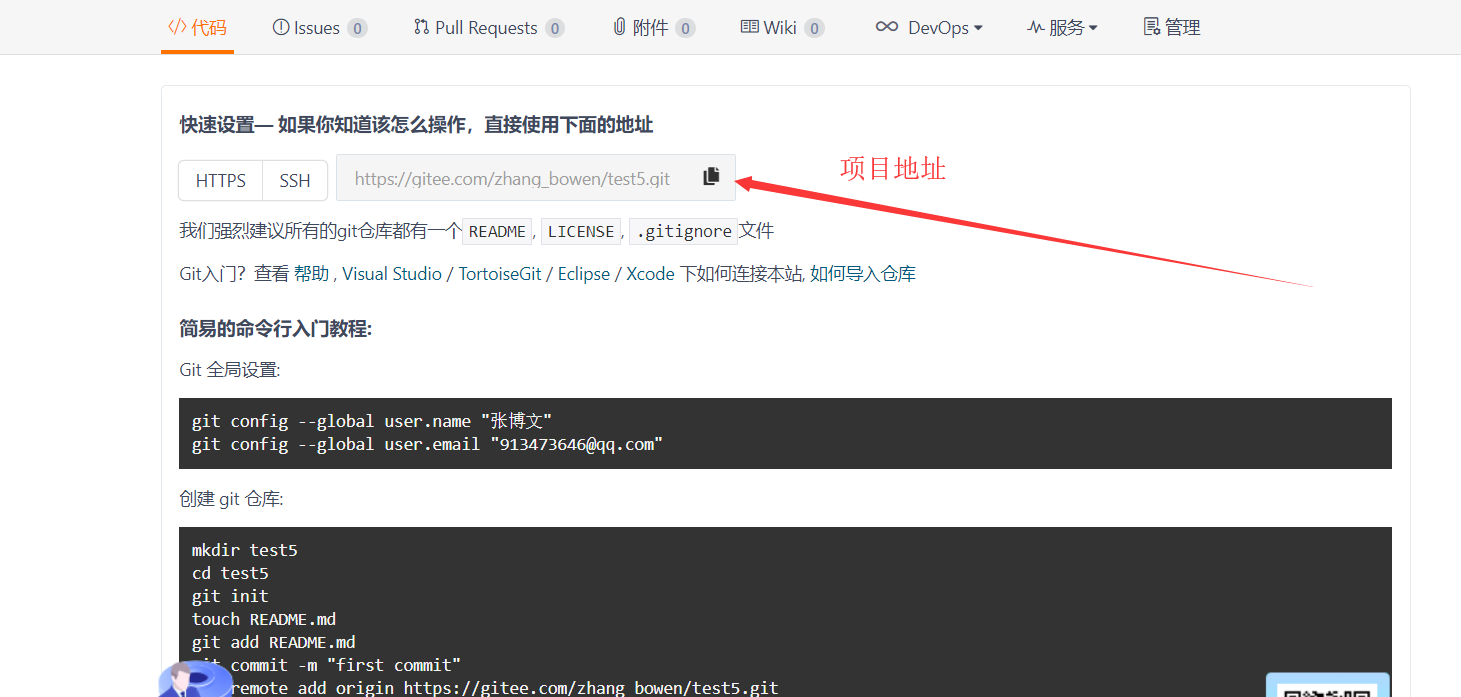 代码 Issues 0 Pull Requests 0 附件 0 Wiki 0 DevOps 服务 管理
快速设置— 如果你知道该怎么操作，直接使用下面的地址
HTTPS SSH https://gitee.com/zhang_bowen/test5.git
项目地址
我们强烈建议所有的git仓库都有一个 README, LICENSE, .gitignore 文件
Git入门？查看 帮助 , Visual Studio / TortoiseGit / Eclipse / Xcode 下如何连接本站, 如何导入仓库
简易的命令行入门教程:
Git 全局设置:
git config --global user.name "张博文"
git config --global user.email "913473646@qq.com"
创建 git 仓库:
mkdir test5
cd test5
git init
touch README.md
git add README.md
git commit -m "first commit"
remote add origin https://gitee.com/zhang_bowen/test5.git